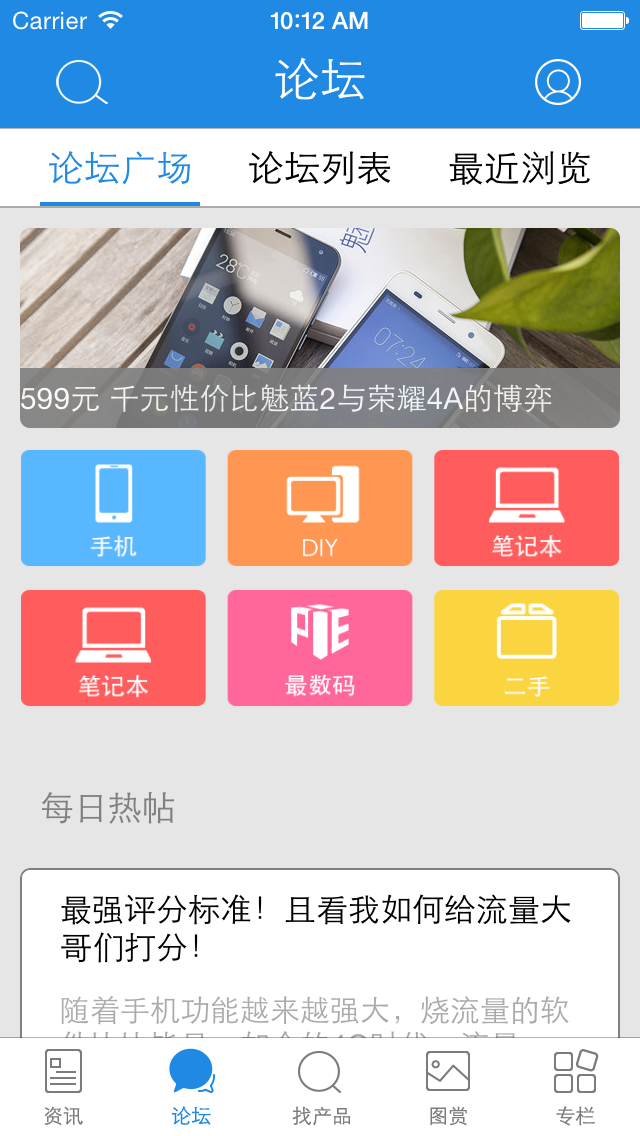 Carrier 10:12 AM
论坛
论坛广场 论坛列表 最近浏览
魅
28°C
07:24
599元 千元性价比魅蓝2与荣耀4A的博弈
手机 DIY 笔记本
笔记本 最数码 二手
每日热帖
最强评分标准！且看我如何给流量大
哥们打分！
随着手机功能越来越强大，烧流量的软
资讯 论坛 找产品 图赏 专栏